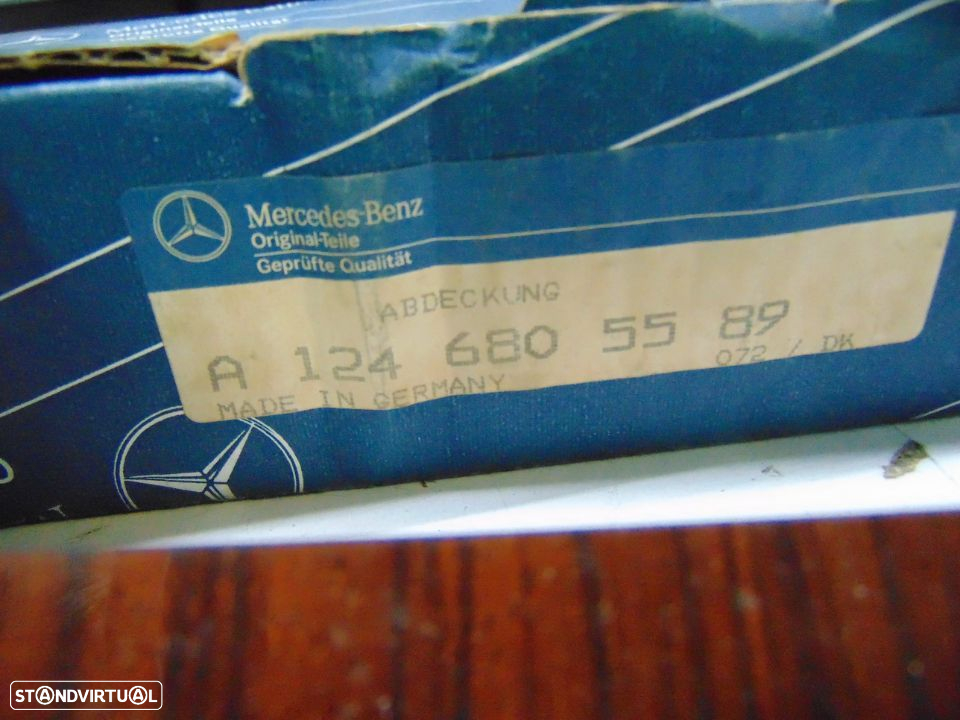 Mercedes-Benz
Original-Teile
Geprüfte Qualität
ABDECKUNG
A 124 680 55 89
072 / DK
MADE IN GERMANY
STANDVIRTUAL